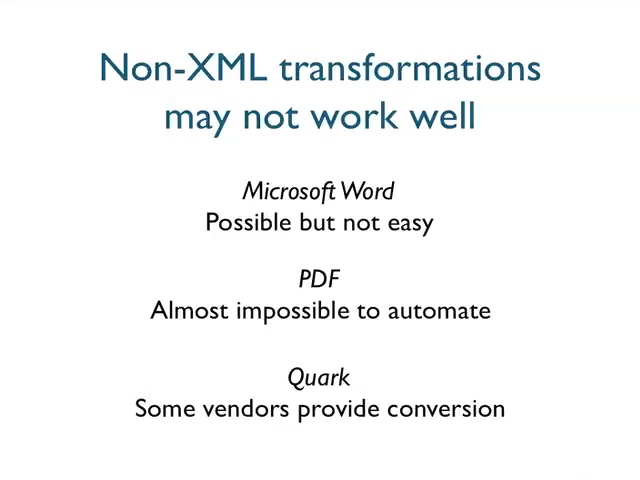 Non-XML transformations
may not work well
Microsoft Word
Possible but not easy
PDF
Almost impossible to automate
Quark
Some vendors provide conversion